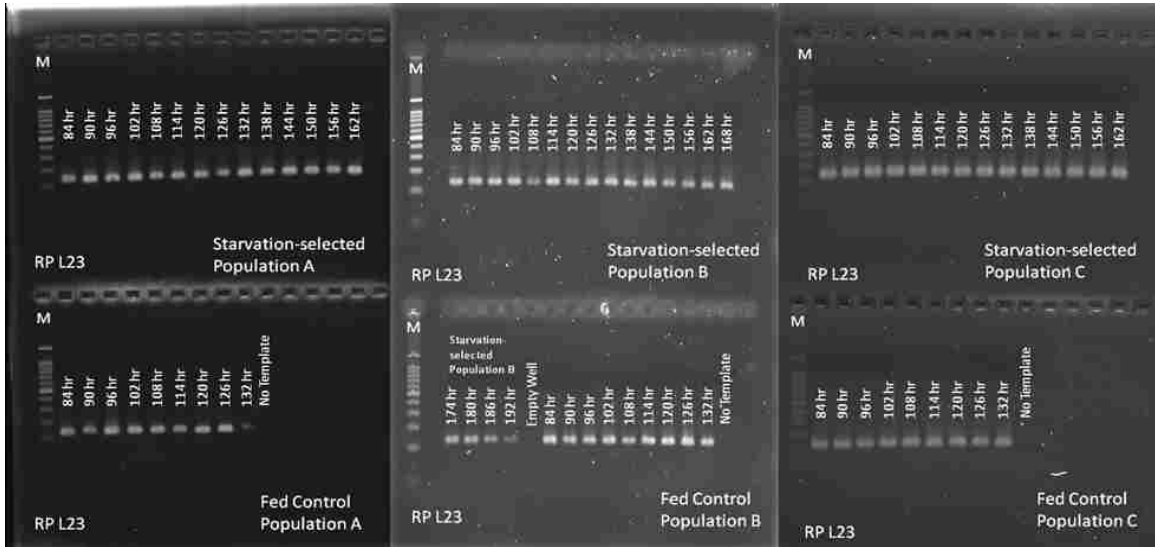 M
84 hr
90 hr
96 hr
102 hr
108 hr
114 hr
120 hr
126 hr
132 hr
138 hr
144 hr
150 hr
156 hr
162 hr
RP L23
Starvation-selected
Population A
M
84 hr
90 hr
96 hr
102 hr
108 hr
114 hr
120 hr
126 hr
132 hr
138 hr
144 hr
150 hr
156 hr
162 hr
168 hr
RP L23
Starvation-selected
Population B
M
84 hr
90 hr
96 hr
102 hr
108 hr
114 hr
120 hr
126 hr
132 hr
138 hr
144 hr
150 hr
156 hr
162 hr
RP L23
Starvation-selected
Population C
M
84 hr
90 hr
96 hr
102 hr
108 hr
114 hr
120 hr
126 hr
132 hr
No Template
RP L23
Fed Control
Population A
M
Starvation-
selected
Population B
174 hr
180 hr
186 hr
192 hr
Empty Well
84 hr
90 hr
96 hr
102 hr
108 hr
114 hr
120 hr
126 hr
132 hr
No Template
RP L23
Fed Control
Population B
M
84 hr
90 hr
96 hr
102 hr
108 hr
114 hr
120 hr
126 hr
132 hr
No Template
RP L23
Fed Control
Population C